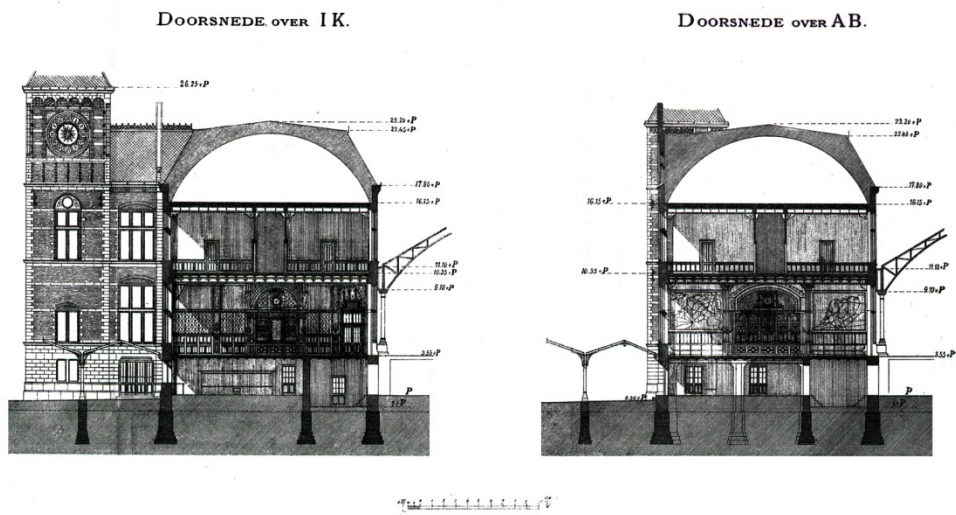 DOORSNEDE OVER IK.
DOORSNEDE OVER AB.
26.25+P
23.20+P
22.45+P
17.80+P
16.15+P
11.10+P
10.35+P
9.10+P
3.55+P
P
23.20+P
22.45+P
17.80+P
16.15+P
16.15+P
11.10+P
10.35+P
9.10+P
3.55+P
P